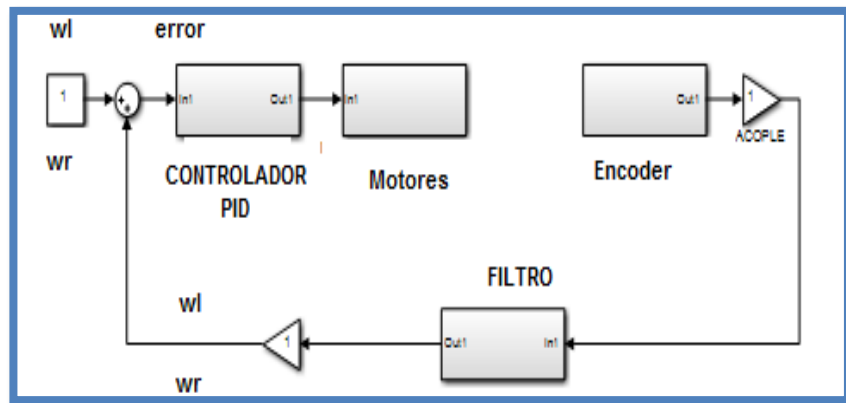 wl error
1
+
+
In1 Out1
In1
Out1
1
ACOPLE
wr
CONTROLADOR
PID
Motores
Encoder
FILTRO
wl
1
Out1 In1
wr